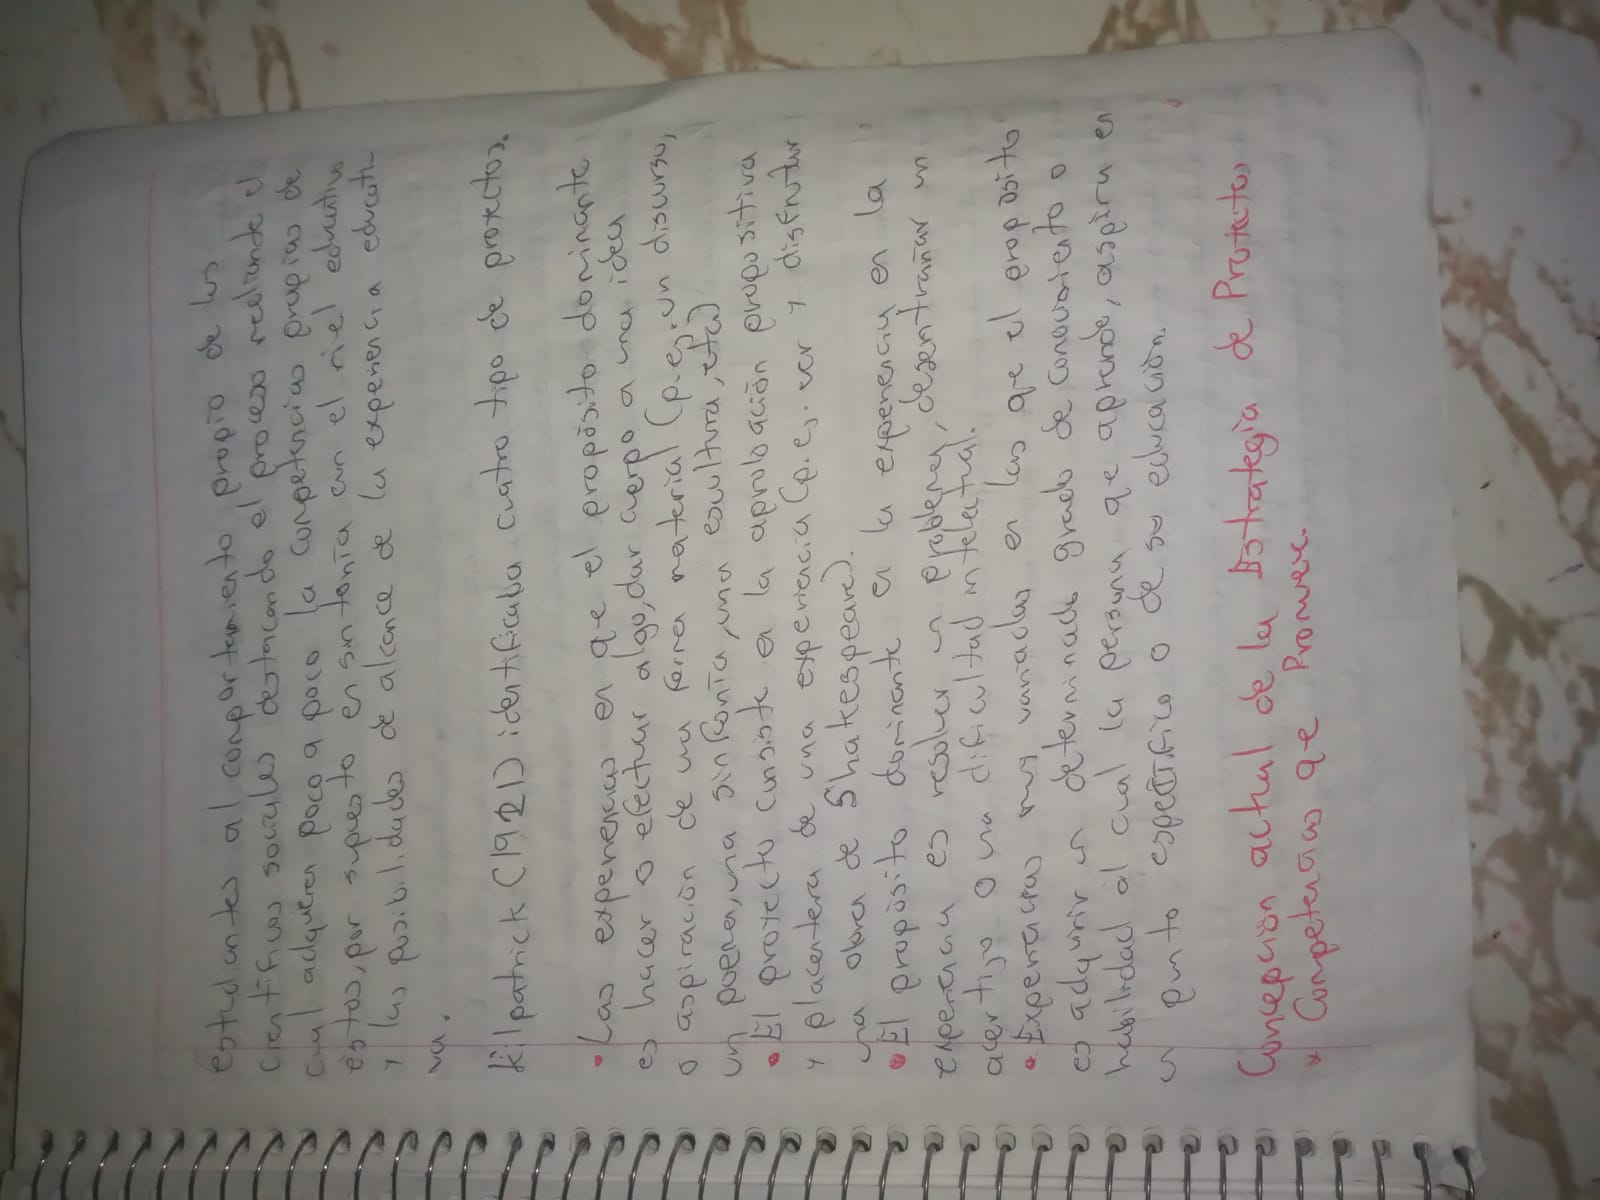 estudiantes al comportamiento propio de los
cientificos sociales destacando el proceso mediante el
cual adquieren poco a poco la competencias propias de
estos, por supuesto en sintonía con el nivel educativo
y las posibilidades de alcance de la experiencia educati
va.
Kilpatrick (1921) identificaba cuatro tipo de proyectos.
• Las experiencias en que el propósito dominante
es hacer o efectuar algo, dar cuerpo a una idea
o aspiración de una forma material (p.ej. un discurso,
un poema, una sinfonía, una escultura, etc)
• El proyecto consiste en la apropiación propositiva
y placentera de una experiencia (p.ej. ver y disfrutar
una obra de Shakespeare).
• El propósito dominante en la experiencia en la
experiencia es resolver un problema, desentrañar un
acertijo o una dificultad intelectual.
• Experiencias muy variadas en las que el proposito
es adquirir un determinado grado de conocimiento o
habilidad al cual la persona que aprende, aspira en
un punto específico o de su educación.
Concepción actual de la Estrategia de Proyectos
* Competencias que Promueve.